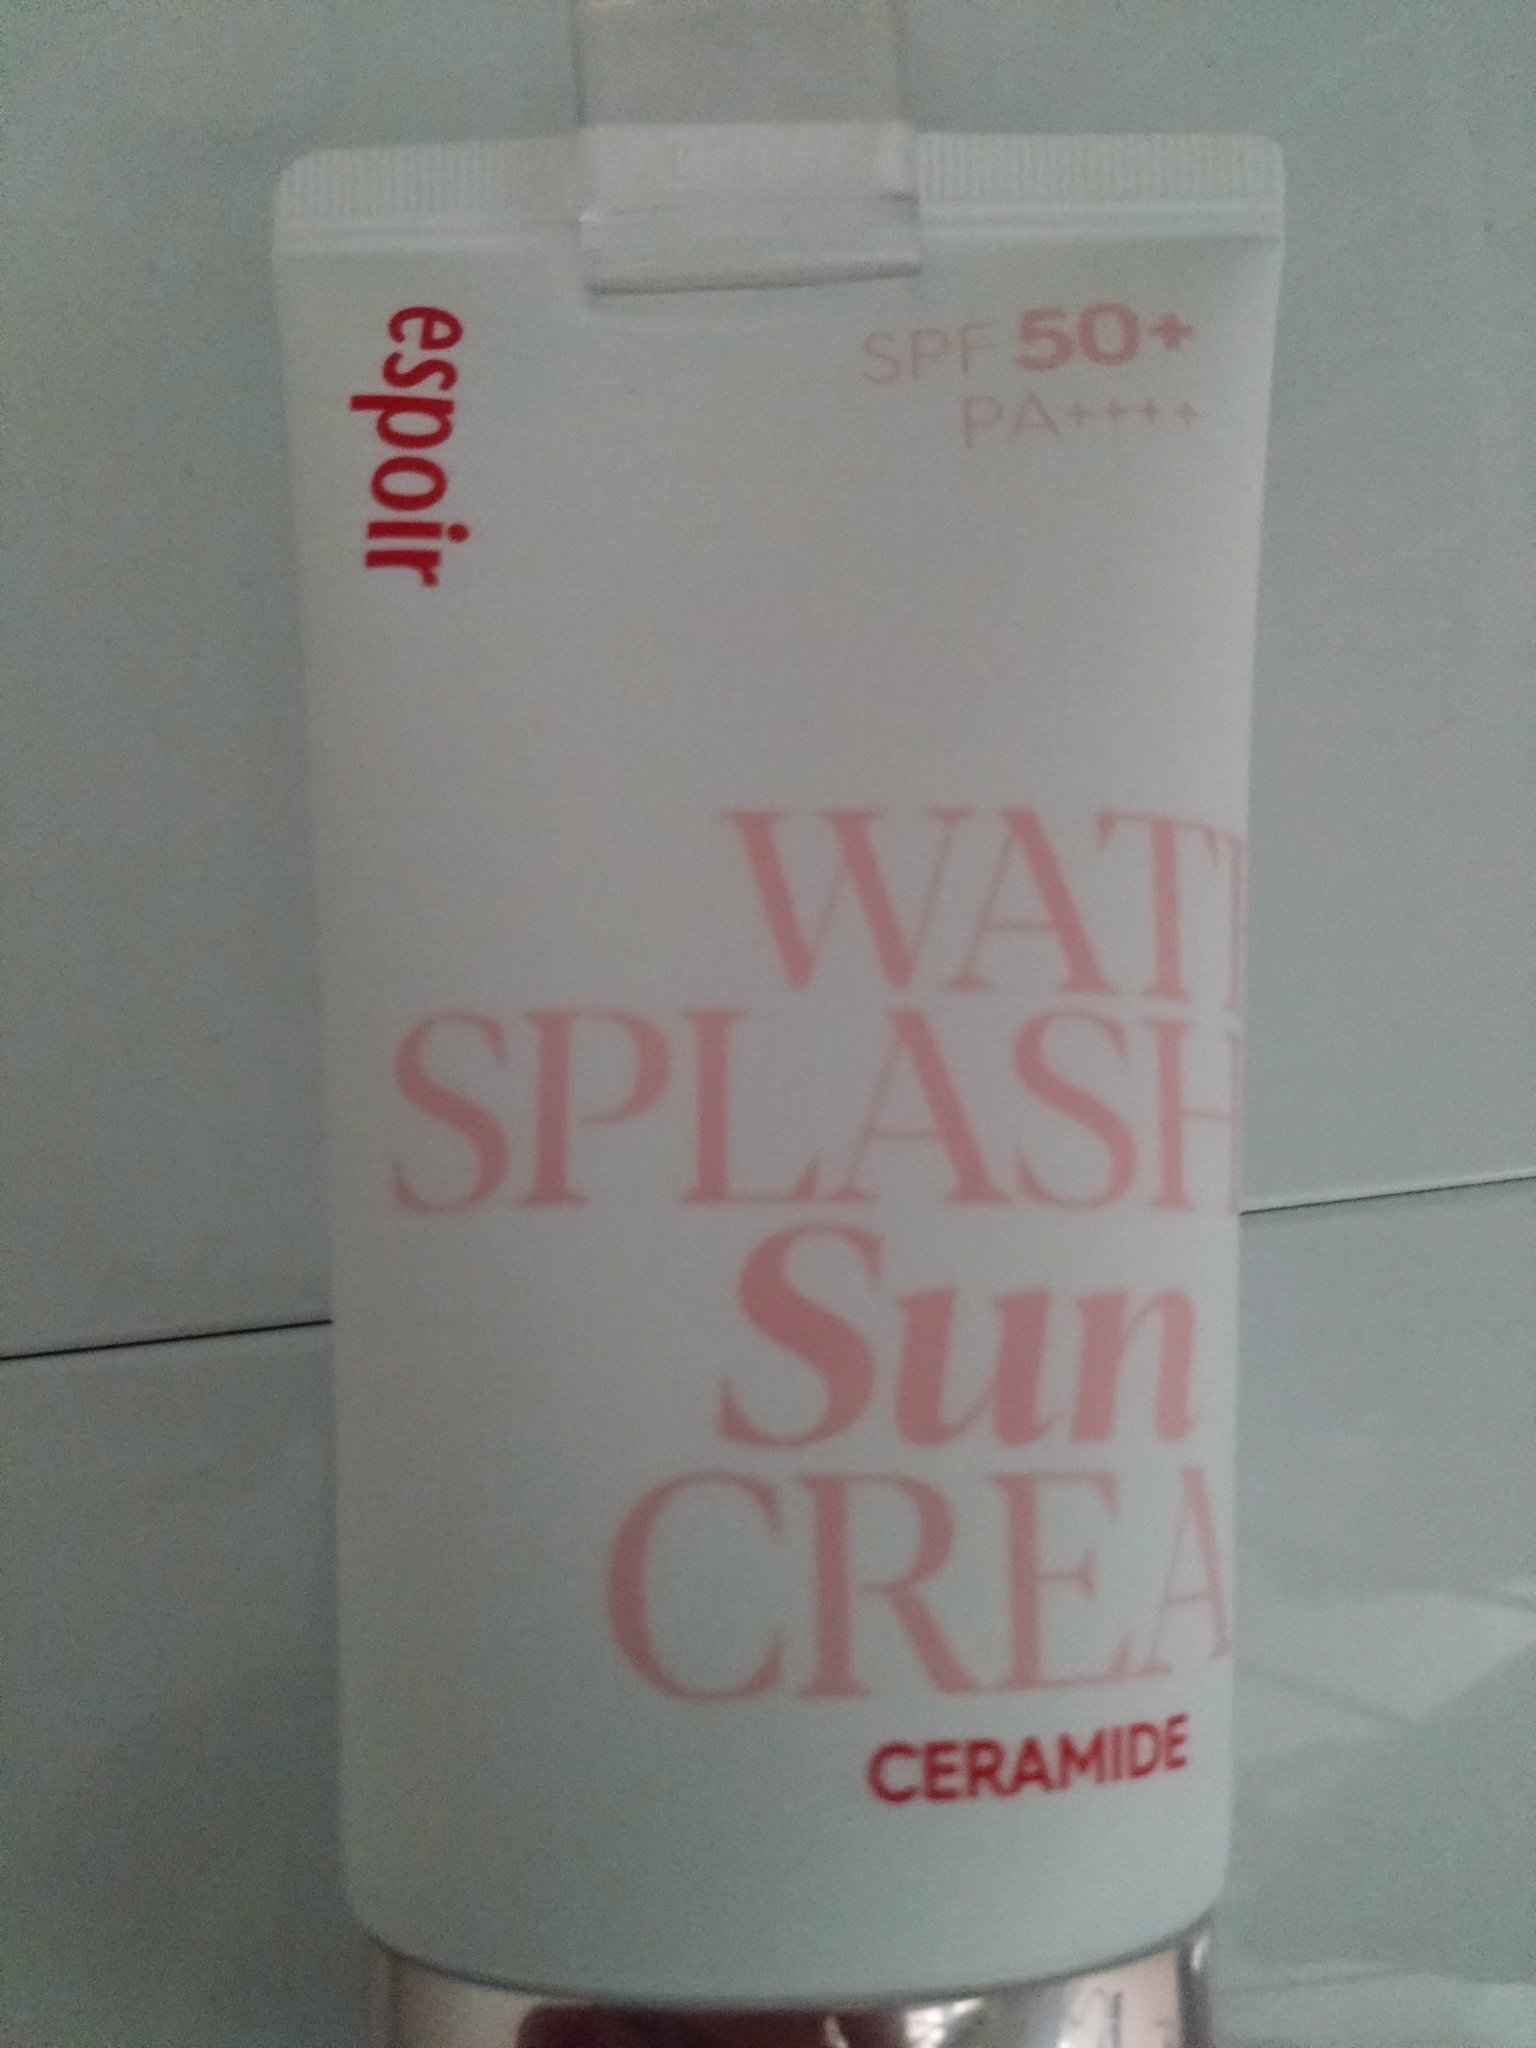 espoir
SPF 50+
PA++++
WAT
SPLASH
Sun
CREA
CERAMIDE